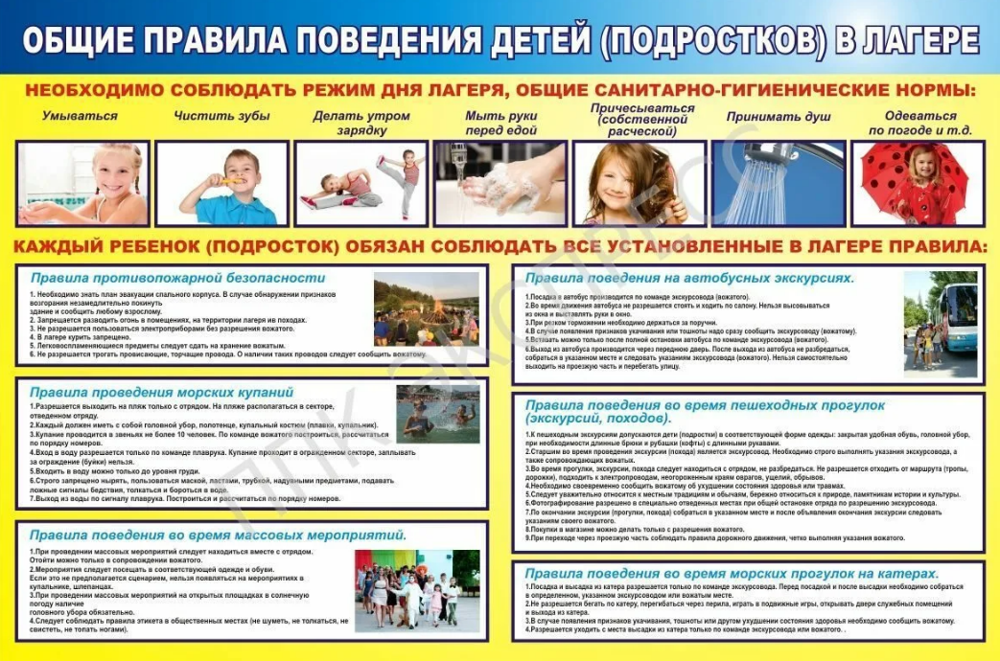 ОБЩИЕ ПРАВИЛА ПОВЕДЕНИЯ ДЕТЕЙ (ПОДРОСТКОВ) В ЛАГЕРЕ
НЕОБХОДИМО СОБЛЮДАТЬ РЕЖИМ ДНЯ ЛАГЕРЯ, ОБЩИЕ САНИТАРНО-ГИГИЕНИЧЕСКИЕ НОРМЫ:
Умываться
Чистить зубы
Делать утром
зарядку
Мыть руки
перед едой
Причесываться
(собственной
расческой)
Принимать душ
Одеваться
по погоде и т.д.
КАЖДЫЙ РЕБЕНОК (ПОДРОСТОК) ОБЯЗАН СОБЛЮДАТЬ ВСЕ УСТАНОВЛЕННЫЕ В ЛАГЕРЕ ПРАВИЛА:
Правила противопожарной безопасности
1. Необходимо знать план эвакуации спального корпуса. В случае обнаружении признаков
возгорания незамедлительно покинуть
здание и сообщить любому взрослому.
2. Запрещается разводить огонь в помещениях, на территории лагеря ив походах.
3. Не разрешается пользоваться электроприборами без разрешения вожатого.
4. В лагере курить запрещено.
5. Легковоспламеняющиеся предметы следует сдать на хранение вожатым.
6. Не разрешается трогать провисающие, торчащие провода. О наличии таких проводов следует сообщить вожатому.
Правила проведения морских купаний
1.Разрешается выходить на пляж только с отрядом. На пляже располагаться в секторе,
отведенном отряду.
2.Каждый должен иметь с собой головной убор, полотенце, купальный костюм (плавки, купальник).
3.Купание проводится в звеньях не более 10 человек. По команде вожатого построиться, рассчитаться
по порядку номеров.
4.Вход в воду разрешается только по команде плаврука. Купание проходит в огражденном секторе, заплывать
за ограждение (буйки) нельзя.
5.Входить в воду можно только до уровня груди.
6.Строго запрещено нырять, пользоваться маской, ластами, трубкой, надувными предметами, подавать
ложные сигналы бедствия, толкаться и бороться в воде.
7.Выход из воды по сигналу плаврука. Построиться и рассчитаться по порядку номеров.
Правила поведения во время массовых мероприятий.
1.При проведении массовых мероприятий следует находиться вместе с отрядом.
Отойти можно только в сопровождении вожатого.
2.Мероприятия следует посещать в соответствующей одежде и обуви.
Если это не предполагается сценарием, нельзя появляться на мероприятиях в
купальнике, шлепанцах.
3.При проведении массовых мероприятий на открытых площадках в солнечную
погоду наличие
головного убора обязательно.
4.Следует соблюдать правила этикета в общественных местах (не шуметь, не толкаться, не
свистеть, не топать ногами).
Правила поведения на автобусных экскурсиях.
1.Посадка в автобус производится по команде экскурсовода (вожатого).
2.Во время движения автобуса не разрешается стоять и ходить по салону. Нельзя высовываться
из окна и выставлять руки в окно.
3.При резком торможении необходимо держаться за поручни.
4.В случае появления признаков укачивания или тошноты надо сразу сообщить экскурсоводу (вожатому).
5.Вставать можно только после полной остановки автобуса по команде экскурсовода (вожатого).
6.Выход из автобуса производится через переднюю дверь. После выхода из автобуса не разбредаться,
собраться в указанном месте и следовать указаниям экскурсовода (вожатого). Нельзя самостоятельно
выходить на проезжую часть и перебегать улицу.
Правила поведения во время пешеходных прогулок
(экскурсий, походов).
1.К пешеходным экскурсиям допускаются дети (подростки) в соответствующей форме одежды: закрытая удобная обувь, головной убор,
при необходимости длинные брюки и рубашки (кофты) с длинными рукавами.
2.Старшим во время проведения экскурсии (похода) является экскурсовод. Необходимо строго выполнять указания экскурсовода, а
также сопровождающих вожатых.
3.Во время прогулки, экскурсии, похода следует находиться с отрядом, не разбредаться. Не разрешается отходить от маршрута (тропы,
дорожки), подходить к электропроводам, неогороженным краям оврагов, ущелий, обрывов.
4.Необходимо своевременно сообщить вожатому об ухудшении состояния здоровья или травмах.
5.Следует уважительно относится к местным традициям и обычаям, бережно относиться к природе, памятникам истории и культуры.
6.Фотографирование разрешено в специально отведенных местах при общей остановке отряда по разрешению экскурсовода.
7.По окончании экскурсии (прогулки, похода) собраться в указанном месте и после объявления окончания экскурсии следовать
указаниям своего вожатого.
8.Покупки в магазине можно делать только с разрешения вожатого.
9.При переходе через проезжую часть соблюдать правила дорожного движения, четко выполняя указания вожатого.
Правила поведения во время морских прогулок на катерах.
1.Посадка и высадка из катера разрешается только по команде экскурсовода. Перед посадкой и после высадки необходимо собраться
в определенном, указанном экскурсоводом или вожатым месте.
2.Не разрешается бегать по катеру, перегибаться через перила, играть в подвижные игры, открывать двери служебных помещений
и выхода из катера.
3.В случае появления признаков укачивания, тошноты или другого ухудшении состояния здоровья необходимо сообщить вожатому.
4.Разрешается уходить с места высадки из катера только по команде экскурсовода или вожатого. .
ППК ЭКСПРЕСС